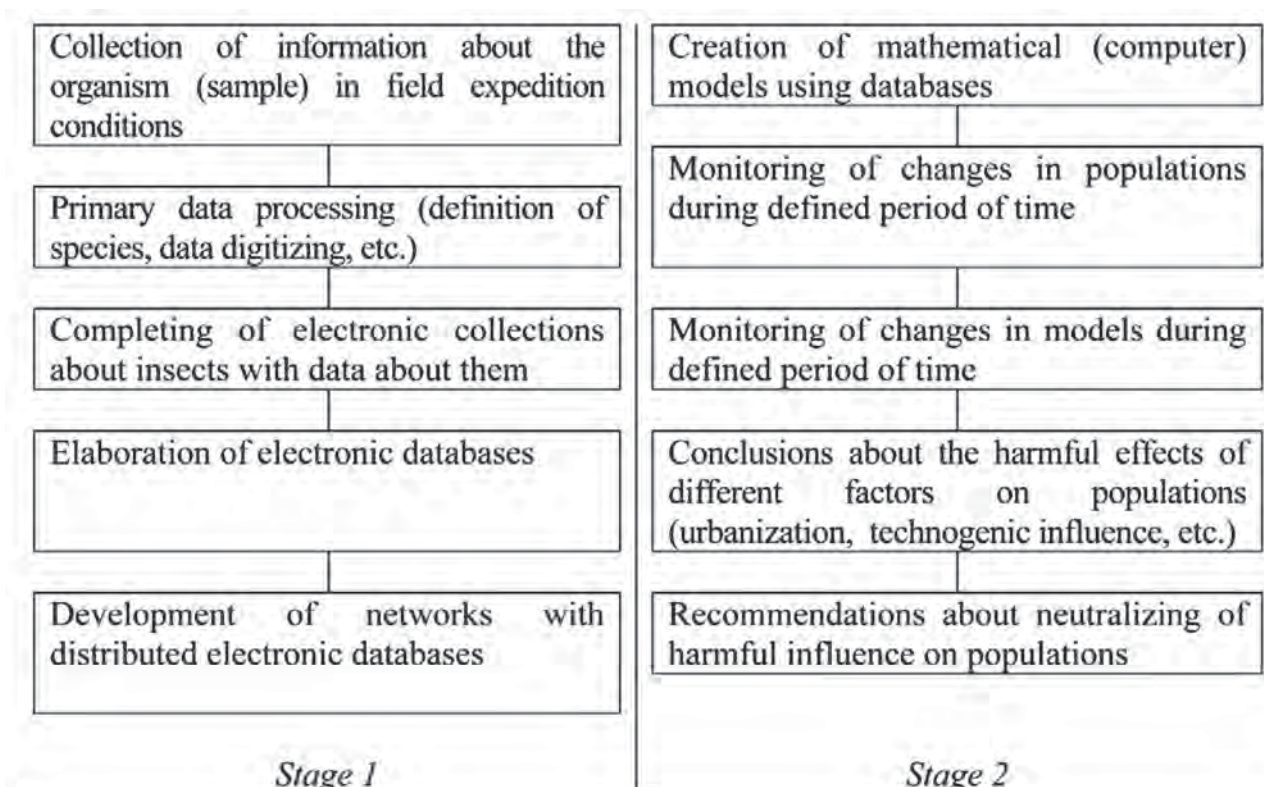 Collection of information about the
organism (sample) in field expedition
conditions
Primary data processing (definition of
species, data digitizing, etc.)
Completing of electronic collections
about insects with data about them
Elaboration of electronic databases
Development of networks with
distributed electronic databases
Stage 1
Creation of mathematical (computer)
models using databases
Monitoring of changes in populations
during defined period of time
Monitoring of changes in models during
defined period of time
Conclusions about the harmful effects of
different factors on populations
(urbanization, technogenic influence, etc.)
Recommendations about neutralizing of
harmful influence on populations
Stage 2